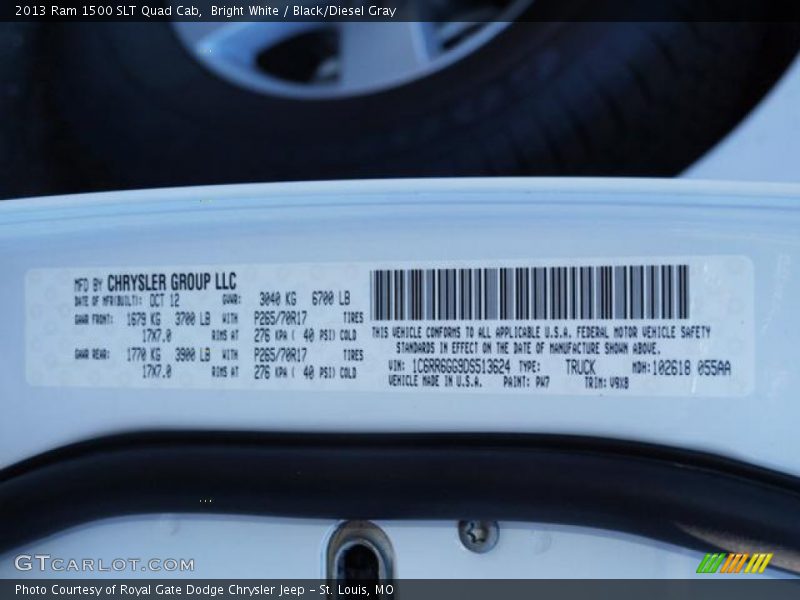 2013 Ram 1500 SLT Quad Cab,  Bright White / Black/Diesel Gray
MFD BY CHRYSLER GROUP LLC
DATE OF MFR(BUILT): OCT 12 GVWR: 3040 KG 6700 LB
GAWR FRONT: 1679 KG 3700 LB WITH P265/70R17 TIRES
17X7.0 RIMS AT 276 KPA ( 40 PSI) COLD
GAWR REAR: 1770 KG 3900 LB WITH P265/70R17 TIRES
17X7.0 RIMS AT 276 KPA ( 40 PSI) COLD
THIS VEHICLE CONFORMS TO ALL APPLICABLE U.S.A. FEDERAL MOTOR VEHICLE SAFETY
STANDARDS IN EFFECT ON THE DATE OF MANUFACTURE SHOWN ABOVE.
VIN: 1C6RR6GG9DS513624 TYPE: TRUCK MDH: 102618 055AA
VEHICLE MADE IN U.S.A. PAINT: PW7 TRIM: V9X8
GTCARLOT.COM
Photo Courtesy of Royal Gate Dodge Chrysler Jeep – St. Louis, MO